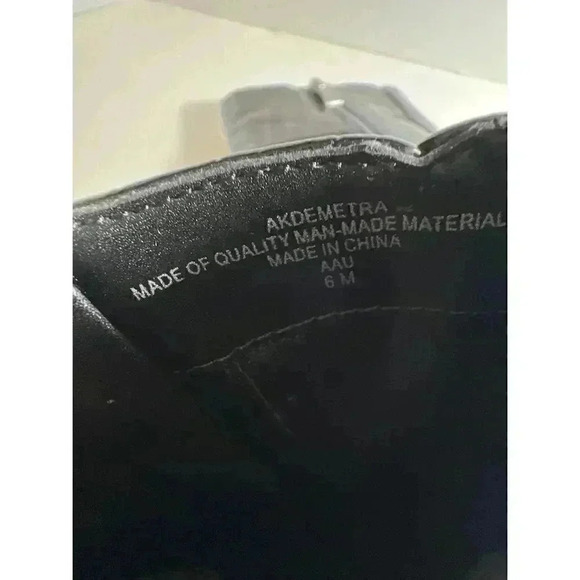 AKDEMETRA
MADE OF QUALITY MAN-MADE MATERIAL
MADE IN CHINA
AAU
6 M